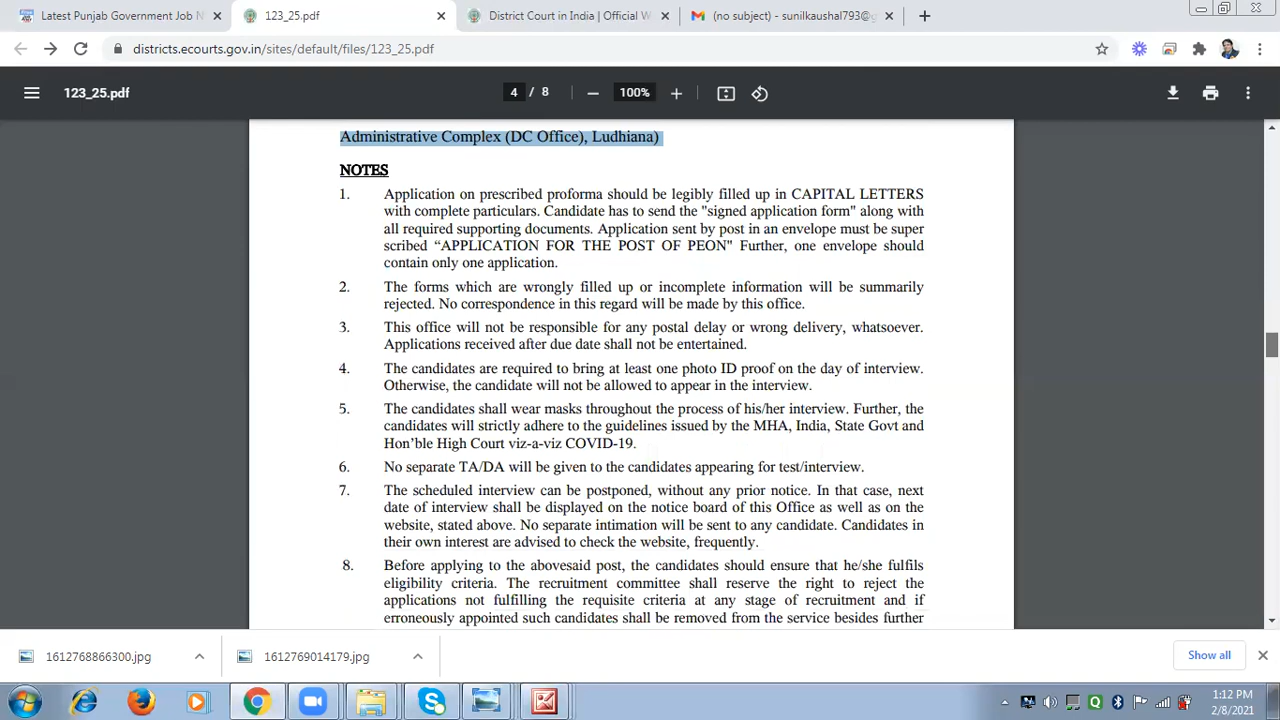 Latest Punjab Government Job N
123_25.pdf
District Court in India | Official W
(no subject) - sunilkaushal793@g
districts.ecourts.gov.in/sites/default/files/123_25.pdf
123_25.pdf
4 / 8
100%
Administrative Complex (DC Office), Ludhiana)
NOTES
1. Application on prescribed proforma should be legibly filled up in CAPITAL LETTERS
with complete particulars. Candidate has to send the "signed application form" along with
all required supporting documents. Application sent by post in an envelope must be super
scribed “APPLICATION FOR THE POST OF PEON" Further, one envelope should
contain only one application.
2. The forms which are wrongly filled up or incomplete information will be summarily
rejected. No correspondence in this regard will be made by this office.
3. This office will not be responsible for any postal delay or wrong delivery, whatsoever.
Applications received after due date shall not be entertained.
4. The candidates are required to bring at least one photo ID proof on the day of interview.
Otherwise, the candidate will not be allowed to appear in the interview.
5. The candidates shall wear masks throughout the process of his/her interview. Further, the
candidates will strictly adhere to the guidelines issued by the MHA, India, State Govt and
Hon’ble High Court viz-a-viz COVID-19.
6. No separate TA/DA will be given to the candidates appearing for test/interview.
7. The scheduled interview can be postponed, without any prior notice. In that case, next
date of interview shall be displayed on the notice board of this Office as well as on the
website, stated above. No separate intimation will be sent to any candidate. Candidates in
their own interest are advised to check the website, frequently.
8. Before applying to the abovesaid post, the candidates should ensure that he/she fulfils
eligibility criteria. The recruitment committee shall reserve the right to reject the
applications not fulfilling the requisite criteria at any stage of recruitment and if
erroneously appointed such candidates shall be removed from the service besides further
1612768866300.jpg
1612769014179.jpg
Show all
1:12 PM
2/8/2021